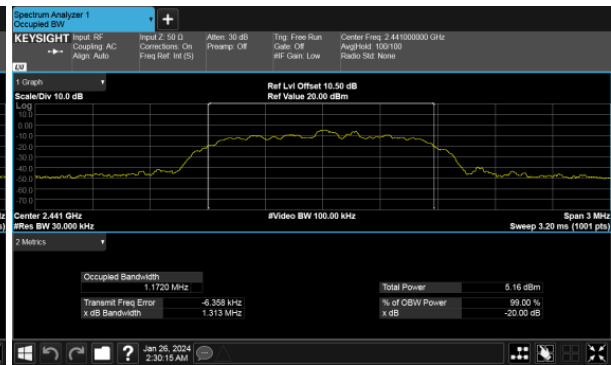 Spectrum Analyzer 1
Occupied BW
+
KEYSIGHT Input: RF Input Z: 50 Ω Atten: 30 dB Trig: Free Run Center Freq: 2.441000000 GHz
Coupling: AC Corrections: On Preamp: Off Gate: Off Avg|Hold: 100/100
Align: Auto Freq Ref: Int (S) #IF Gain: Low Radio Std: None
LXI
1 Graph
Scale/Div 10.0 dB Ref Lvl Offset 10.50 dB
Ref Value 20.00 dBm
Log
10.0
0.00
-10.0
-20.0
-30.0
-40.0
-50.0
-60.0
-70.0
Center 2.441 GHz #Video BW 100.00 kHz Span 3 MHz
#Res BW 30.000 kHz Sweep 3.20 ms (1001 pts)
2 Metrics
Occupied Bandwidth
1.1720 MHz Total Power 5.16 dBm
Transmit Freq Error -6.358 kHz % of OBW Power 99.00 %
x dB Bandwidth 1.313 MHz x dB -20.00 dB
? Jan 26, 2024
2:30:15 AM